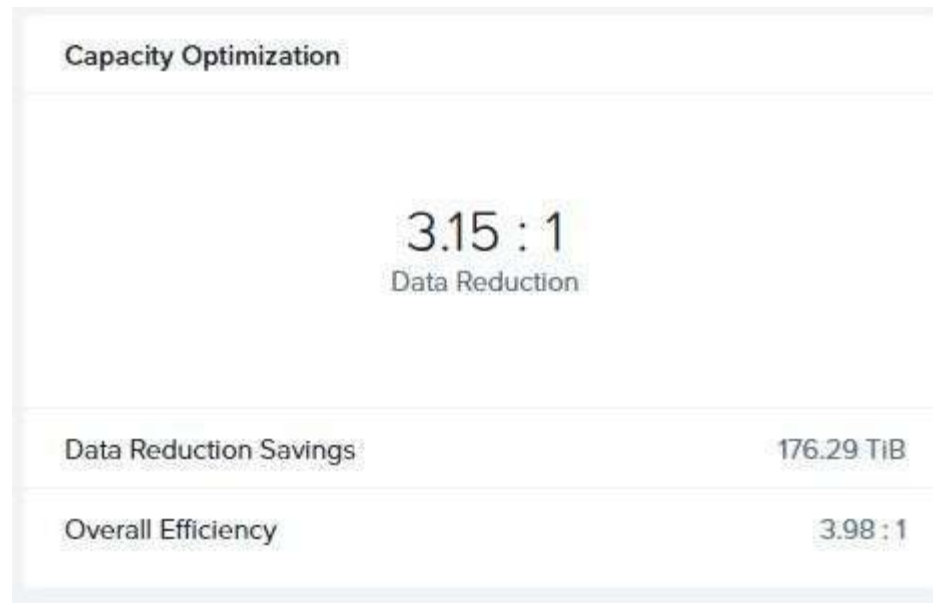 Capacity Optimization
3.15 : 1
Data Reduction
Data Reduction Savings 176.29 TiB
Overall Efficiency 3.98 : 1